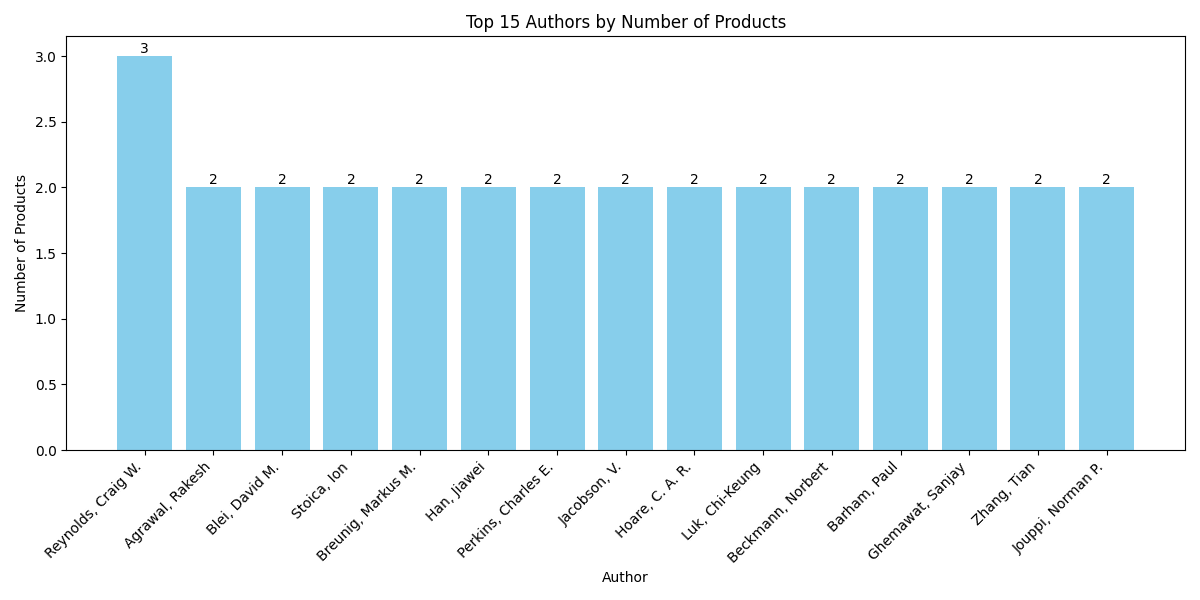 Top 15 Authors by Number of Products
Number of Products
3.0
2.5
2.0
1.5
1.0
0.5
0.0
3
2
2
2
2
2
2
2
2
2
2
2
2
2
2
Reynolds, Craig W.
Agrawal, Rakesh
Blei, David M.
Stoica, Ion
Breunig, Markus M.
Han, Jiawei
Perkins, Charles E.
Jacobson, V.
Hoare, C. A. R.
Luk, Chi-Keung
Beckmann, Norbert
Barham, Paul
Ghemawat, Sanjay
Zhang, Tian
Jouppi, Norman P.
Author